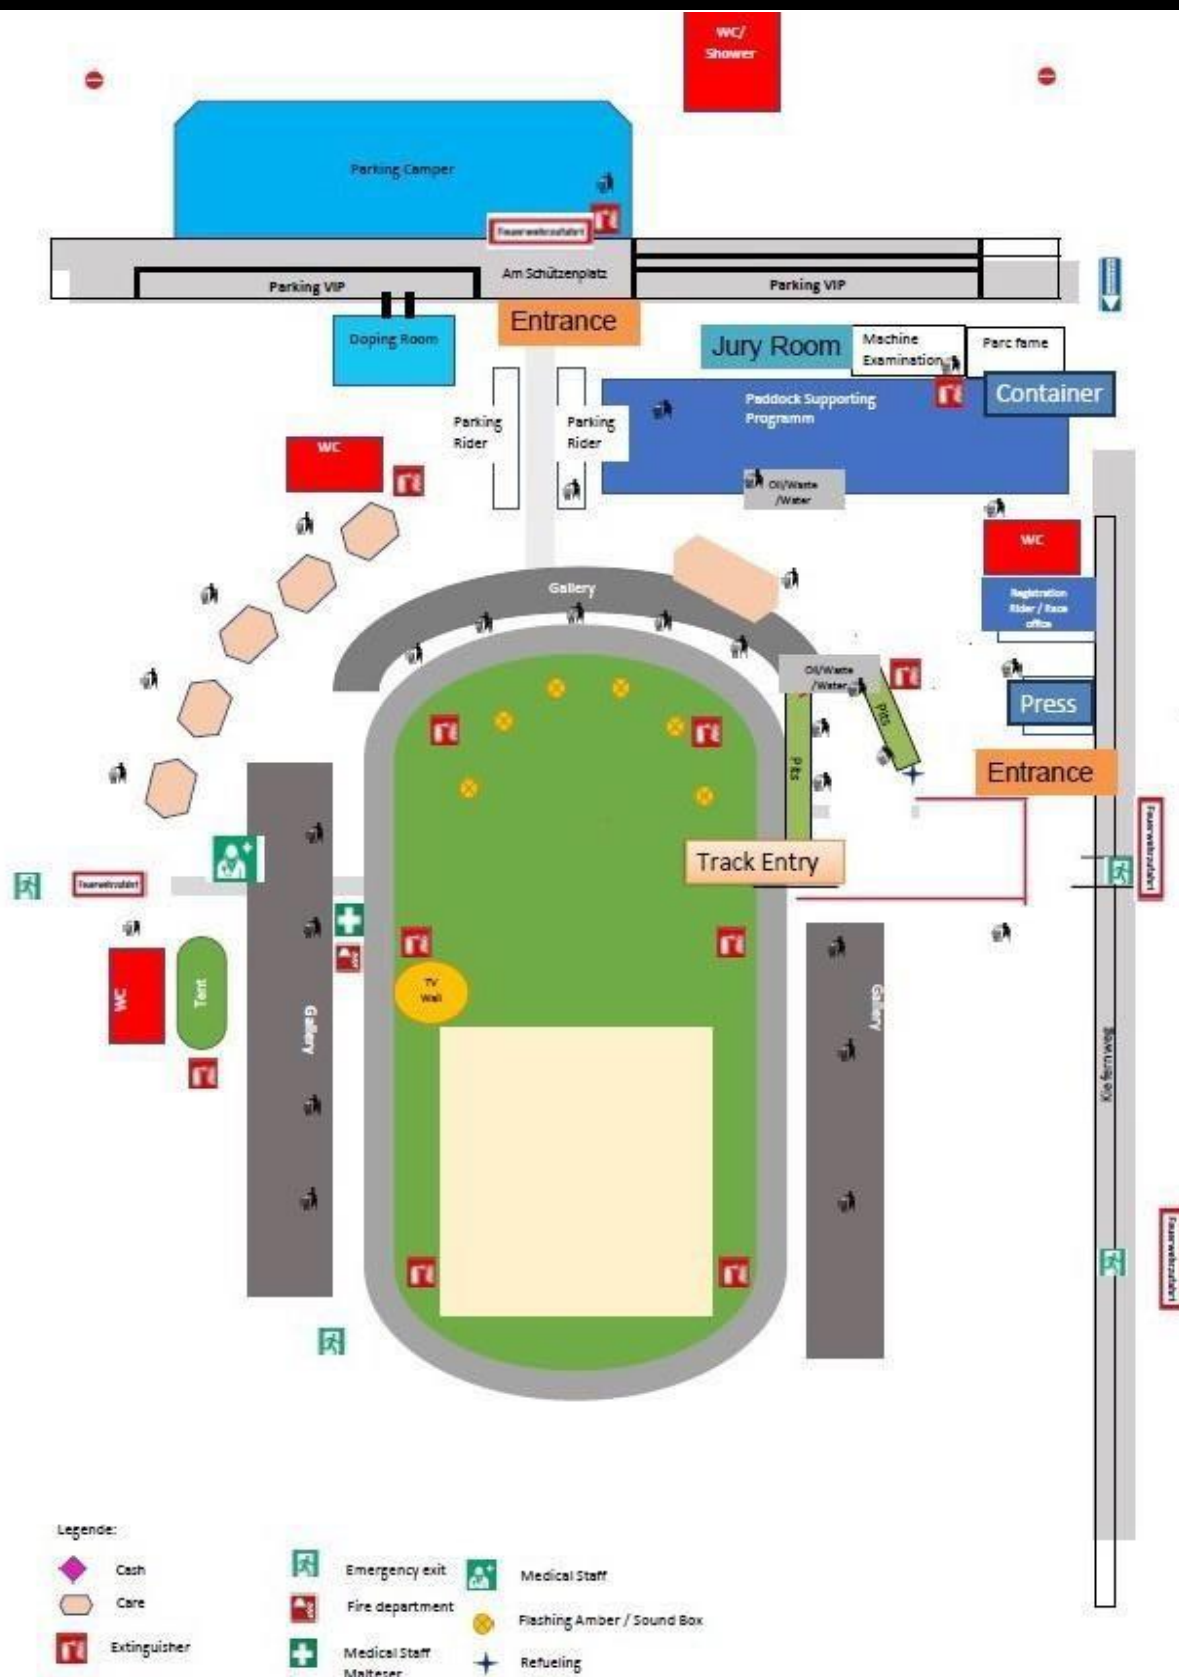 WC/
Shower
Parking Camper
Feuerwehrzufahrt
Am Schützenplatz
Parking VIP
Parking VIP
Entrance
Doping Room
Jury Room
Machine
Examination
Parc fame
Container
Paddock Supporting
Programm
Parking
Rider
Parking
Rider
WC
Oil/Waste
/Water
WC
Gallery
Registration
Rider / Race
office
Oil/Waste
/Water
Pits
Press
Pits
Entrance
Feuerwehrzufahrt
Track Entry
Feuerwehrzufahrt
TV
Wall
WC
Tent
Gallery
Gallery
Kiefernweg
Feuerwehrzufahrt
Legende:
Cash
Care
Extinguisher
Emergency exit
Fire department
Medical Staff
Malteser
Medical Staff
Flashing Amber / Sound Box
Refueling